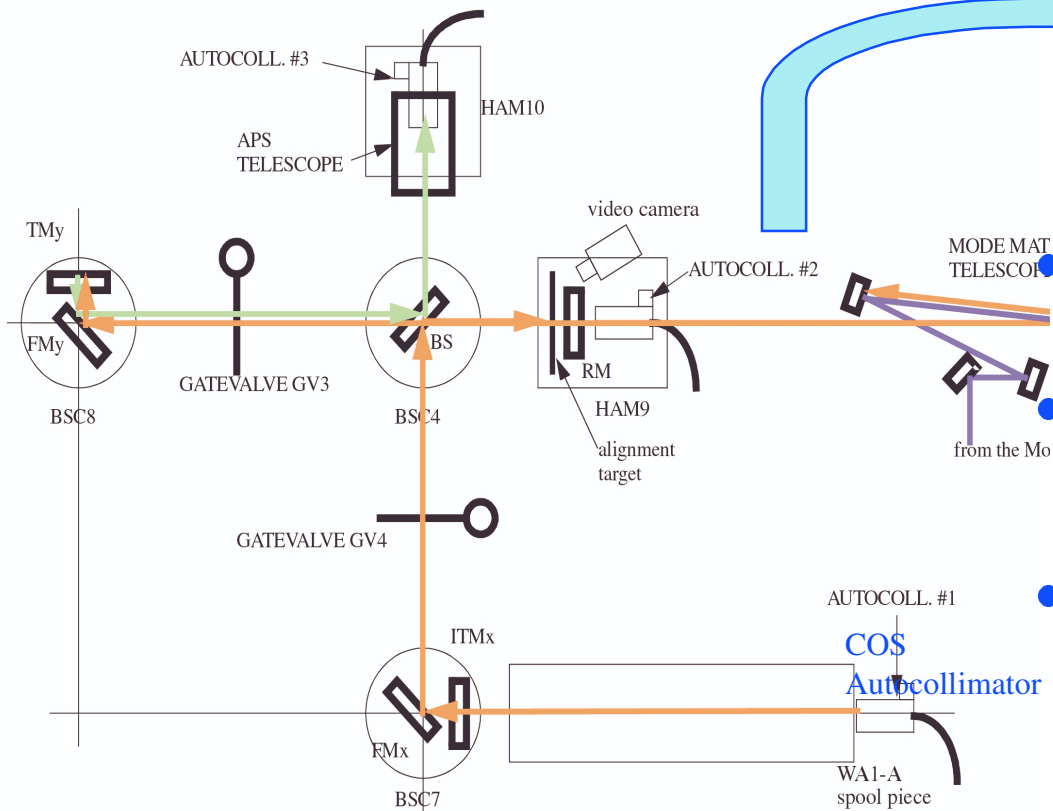 AUTOCOLL. #3
HAM10
APS
TELESCOPE
video camera
TMy
AUTOCOLL. #2
MODE MAT
TELESCOP
FMy
BS
GATEVALVE GV3
RM
BSC8
BSC4
HAM9
alignment
target
from the Mo
GATEVALVE GV4
AUTOCOLL. #1
ITMx
COS
Autocollimator
FMx
WA1-A
spool piece
BSC7